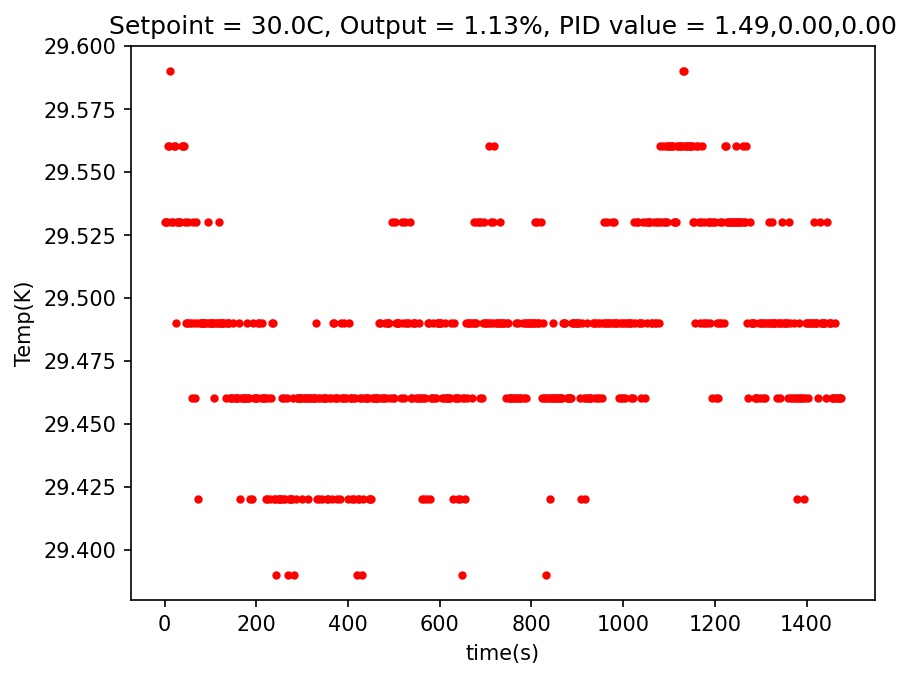 Setpoint = 30.0C, Output = 1.13%, PID value = 1.49,0.00,0.00
29.600
29.575
29.550
29.525
29.500
29.475
29.450
29.425
29.400
Temp(K)
0 200 400 600 800 1000 1200 1400
time(s)